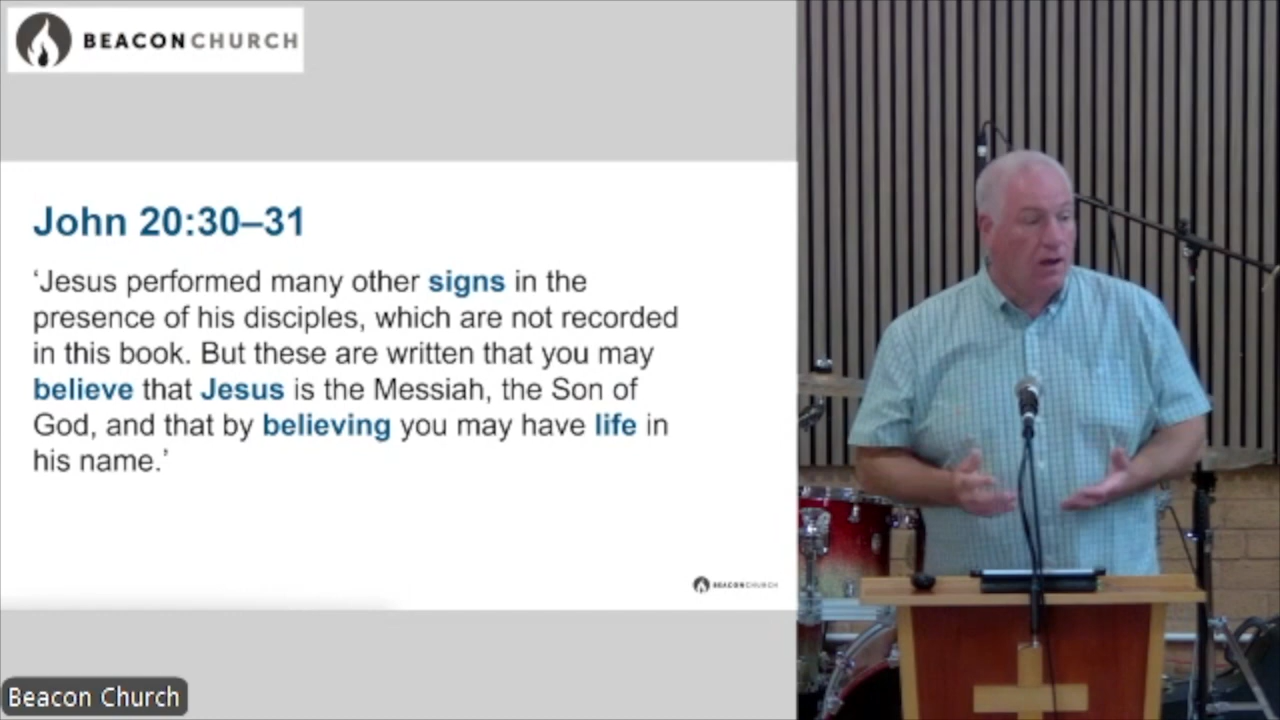 BEACONCHURCH
John 20:30–31
‘Jesus performed many other signs in the
presence of his disciples, which are not recorded
in this book. But these are written that you may
believe that Jesus is the Messiah, the Son of
God, and that by believing you may have life in
his name.’
BEACONCHURCH
Beacon Church